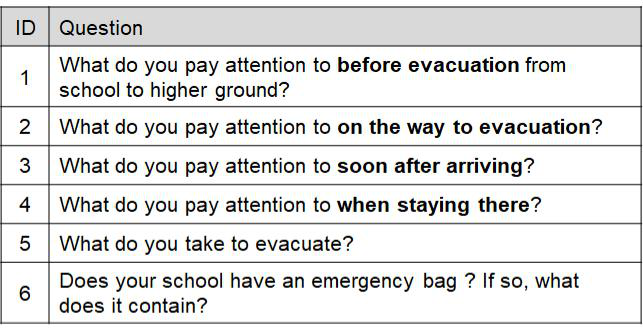 ID Question
1 What do you pay attention to before evacuation from
school to higher ground?
2 What do you pay attention to on the way to evacuation?
3 What do you pay attention to soon after arriving?
4 What do you pay attention to when staying there?
5 What do you take to evacuate?
6 Does your school have an emergency bag ? If so, what
does it contain?